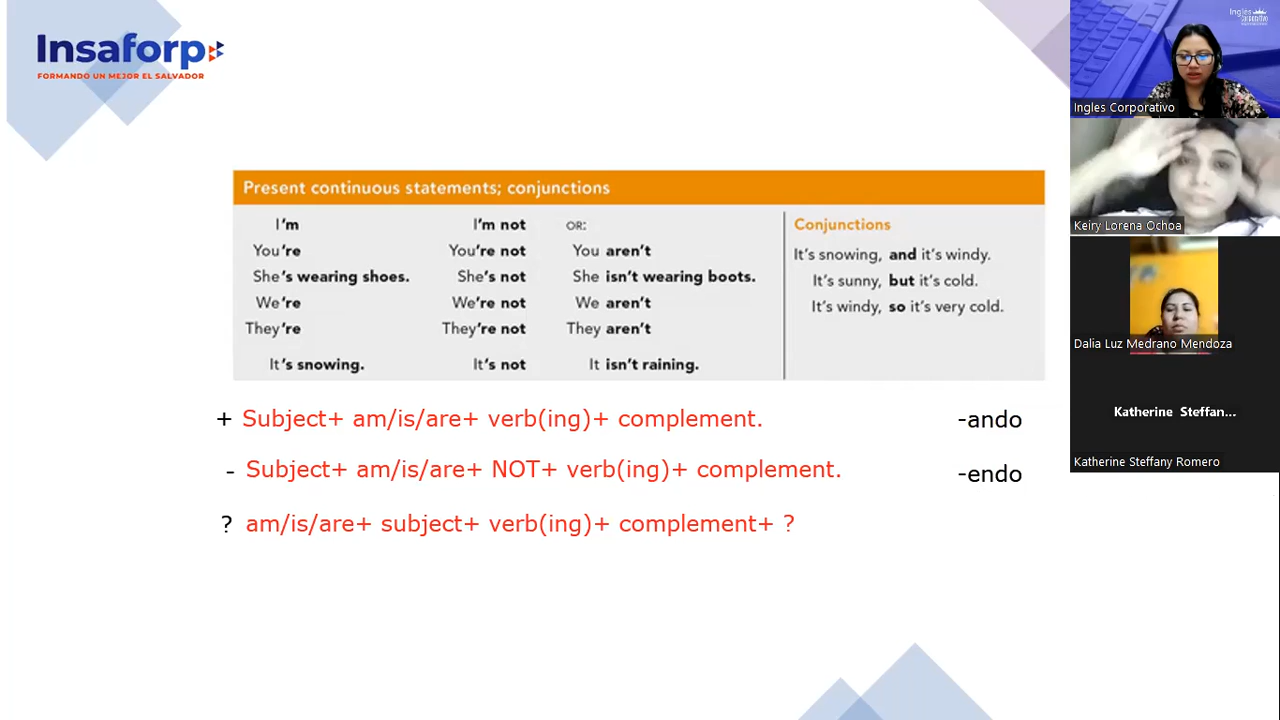 Insaforp
FORMANDO UN MEJOR EL SALVADOR
Present continuous statements; conjunctions
I'm I'm not OR:
You're You're not You aren't
She's wearing shoes. She's not She isn't wearing boots.
We're We're not We aren't
They're They're not They aren't
It's snowing. It's not It isn't raining.
Conjunctions
It's snowing, and it's windy.
It's sunny, but it's cold.
It's windy, so it's very cold.
+ Subject+ am/is/are+ verb(ing)+ complement. -ando
- Subject+ am/is/are+ NOT+ verb(ing)+ complement. -endo
? am/is/are+ subject+ verb(ing)+ complement+ ?
Ingles
Ingles Corporativo
Keiry Lorena Ochoa
Dalia Luz Medrano Mendoza
Katherine Steffan...
Katherine Steffany Romero